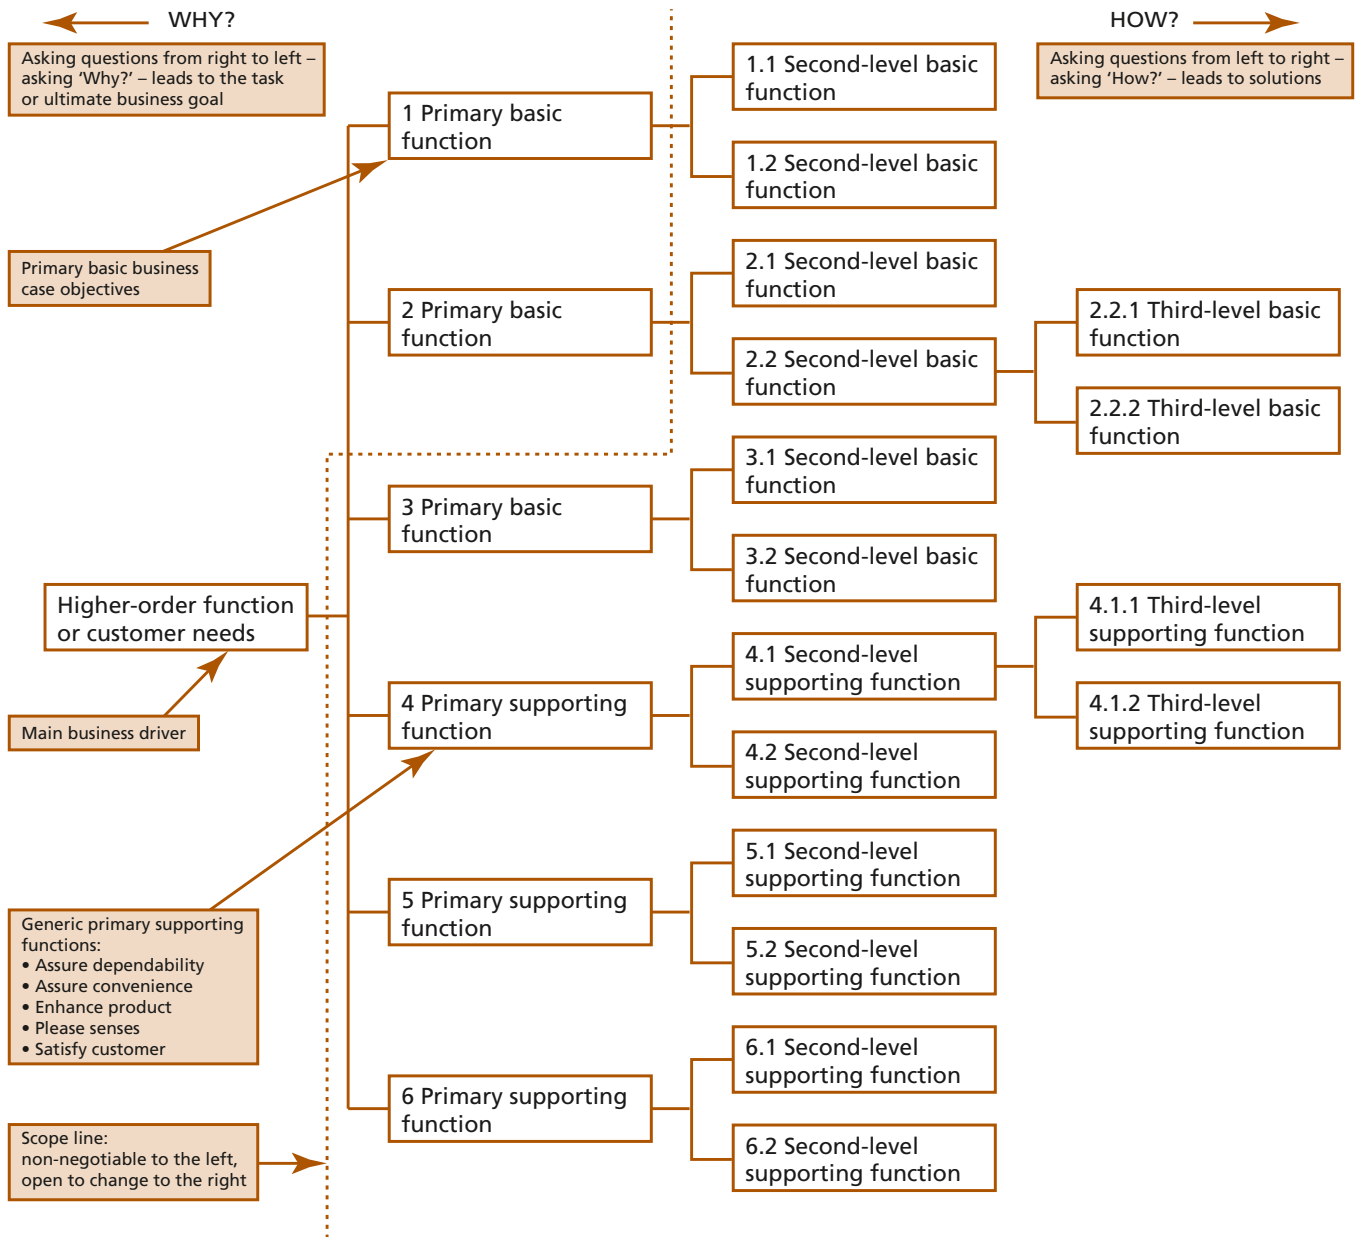 WHY?
HOW?
Asking questions from right to left –
asking ‘Why?’ – leads to the task
or ultimate business goal
Asking questions from left to right –
asking ‘How?’ – leads to solutions
Primary basic business
case objectives
Higher-order function
or customer needs
Main business driver
Generic primary supporting
functions:
• Assure dependability
• Assure convenience
• Enhance product
• Please senses
• Satisfy customer
Scope line:
non-negotiable to the left,
open to change to the right
1 Primary basic
function
2 Primary basic
function
3 Primary basic
function
4 Primary supporting
function
5 Primary supporting
function
6 Primary supporting
function
1.1 Second-level basic
function
1.2 Second-level basic
function
2.1 Second-level basic
function
2.2 Second-level basic
function
3.1 Second-level basic
function
3.2 Second-level basic
function
4.1 Second-level
supporting function
4.2 Second-level
supporting function
5.1 Second-level
supporting function
5.2 Second-level
supporting function
6.1 Second-level
supporting function
6.2 Second-level
supporting function
2.2.1 Third-level basic
function
2.2.2 Third-level basic
function
4.1.1 Third-level
supporting function
4.1.2 Third-level
supporting function